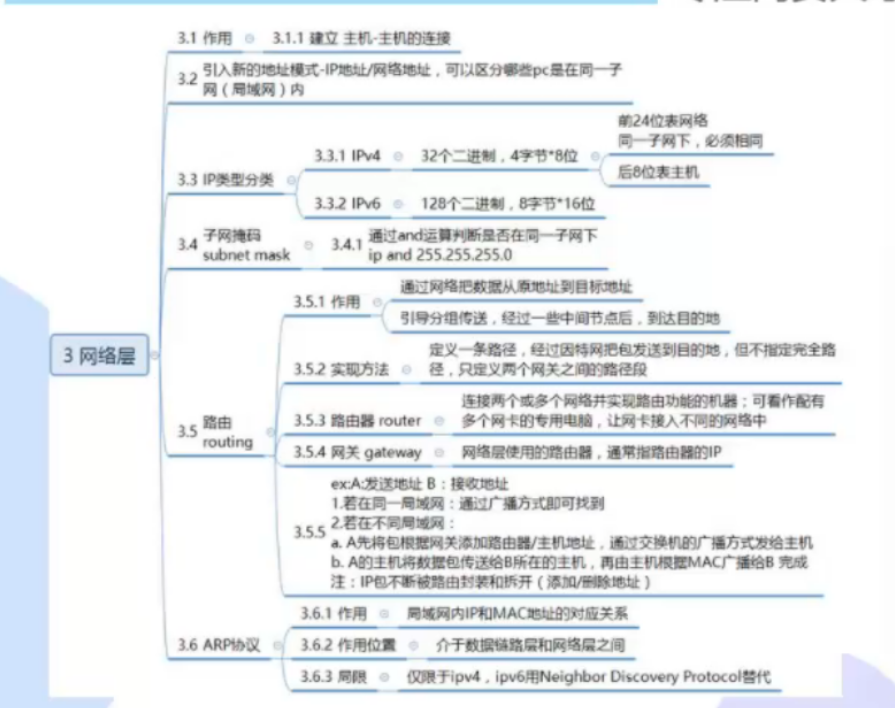 3.1 作用
3.1.1 建立 主机-主机的连接
3.2 引入新的地址模式-IP地址/网络地址，可以区分哪些pc是在同一子
网（局域网）内
3.3 IP类型分类
3.3.1 IPv4
32个二进制，4字节*8位
前24位表网络
同一子网下，必须相同
后8位表主机
3.3.2 IPv6
128个二进制，8字节*16位
3.4 子网掩码
subnet mask
3.4.1 通过and运算判断是否在同一子网下
ip and 255.255.255.0
3 网络层
3.5 路由
routing
3.5.1 作用
通过网络把数据从原地址到目标地址
引导分组传送，经过一些中间节点后，到达目的地
3.5.2 实现方法
定义一条路径，经过因特网把包发送到目的地，但不指定完全路
径，只定义两个网关之间的路径段
3.5.3 路由器 router
连接两个或多个网络并实现路由功能的机器；可看作配有
多个网卡的专用电脑，让网卡接入不同的网络中
3.5.4 网关 gateway
网络层使用的路由器，通常指路由器的IP
3.5.5
ex:A:发送地址 B：接收地址
1.若在同一局域网：通过广播方式即可找到
2.若在不同局域网：
a. A先将包根据网关添加路由器/主机地址，通过交换机的广播方式发给主机
b. A的主机将数据包传送给B所在的主机，再由主机根据MAC广播给B 完成
注：IP包不断被路由封装和拆开（添加/删除地址）
3.6 ARP协议
3.6.1 作用
局域网内IP和MAC地址的对应关系
3.6.2 作用位置
介于数据链路层和网络层之间
3.6.3 局限
仅限于ipv4，ipv6用Neighbor Discovery Protocol替代